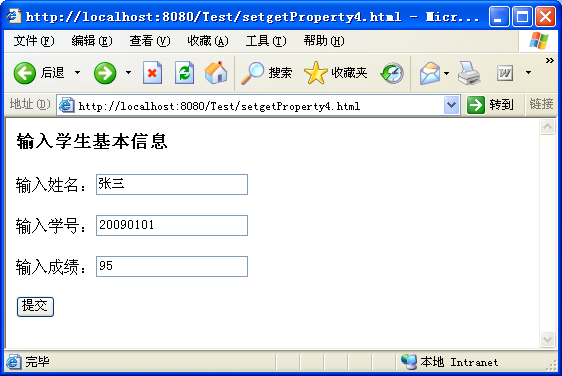 http://localhost:8080/Test/setgetProperty4.html - Micr...
文件(F) 编辑(E) 查看(V) 收藏(A) 工具(T) 帮助(H)
后退 搜索 收藏夹 W »
地址(D) http://localhost:8080/Test/setgetProperty4.html 转到 链接
输入学生基本信息
输入姓名：张三
输入学号：20090101
输入成绩：95
提交
完毕 本地 Intranet